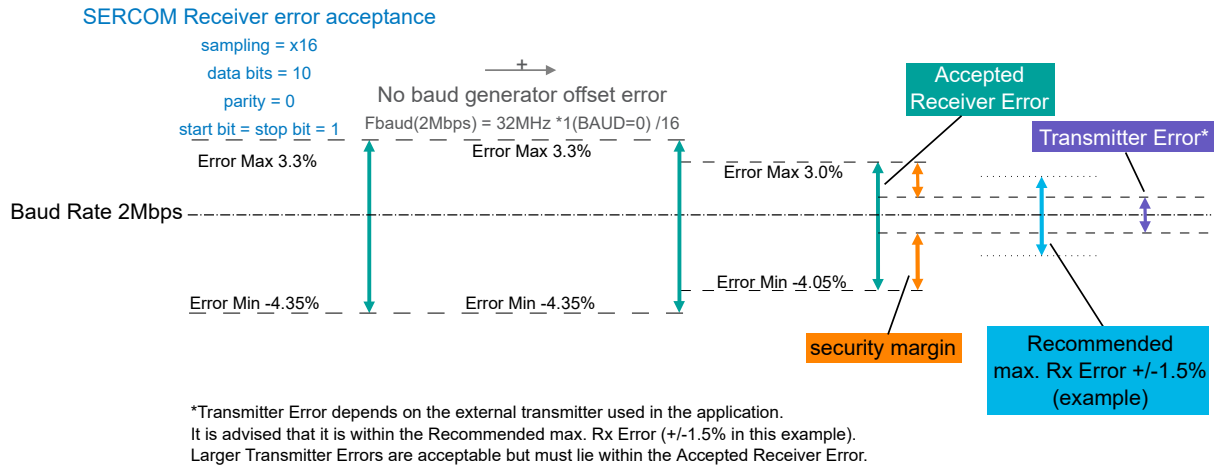 SERCOM Receiver error acceptance
sampling = x16
data bits = 10
parity = 0
start bit = stop bit = 1
+
No baud generator offset error
Fbaud(2Mbps) = 32MHz *1(BAUD=0) /16
Accepted
Receiver Error
Transmitter Error*
Error Max 3.3%
Error Max 3.3%
Error Max 3.0%
Baud Rate 2Mbps
Error Min -4.35%
Error Min -4.35%
Error Min -4.05%
security margin
Recommended
max. Rx Error +/-1.5%
(example)
*Transmitter Error depends on the external transmitter used in the application.
It is advised that it is within the Recommended max. Rx Error (+/-1.5% in this example).
Larger Transmitter Errors are acceptable but must lie within the Accepted Receiver Error.